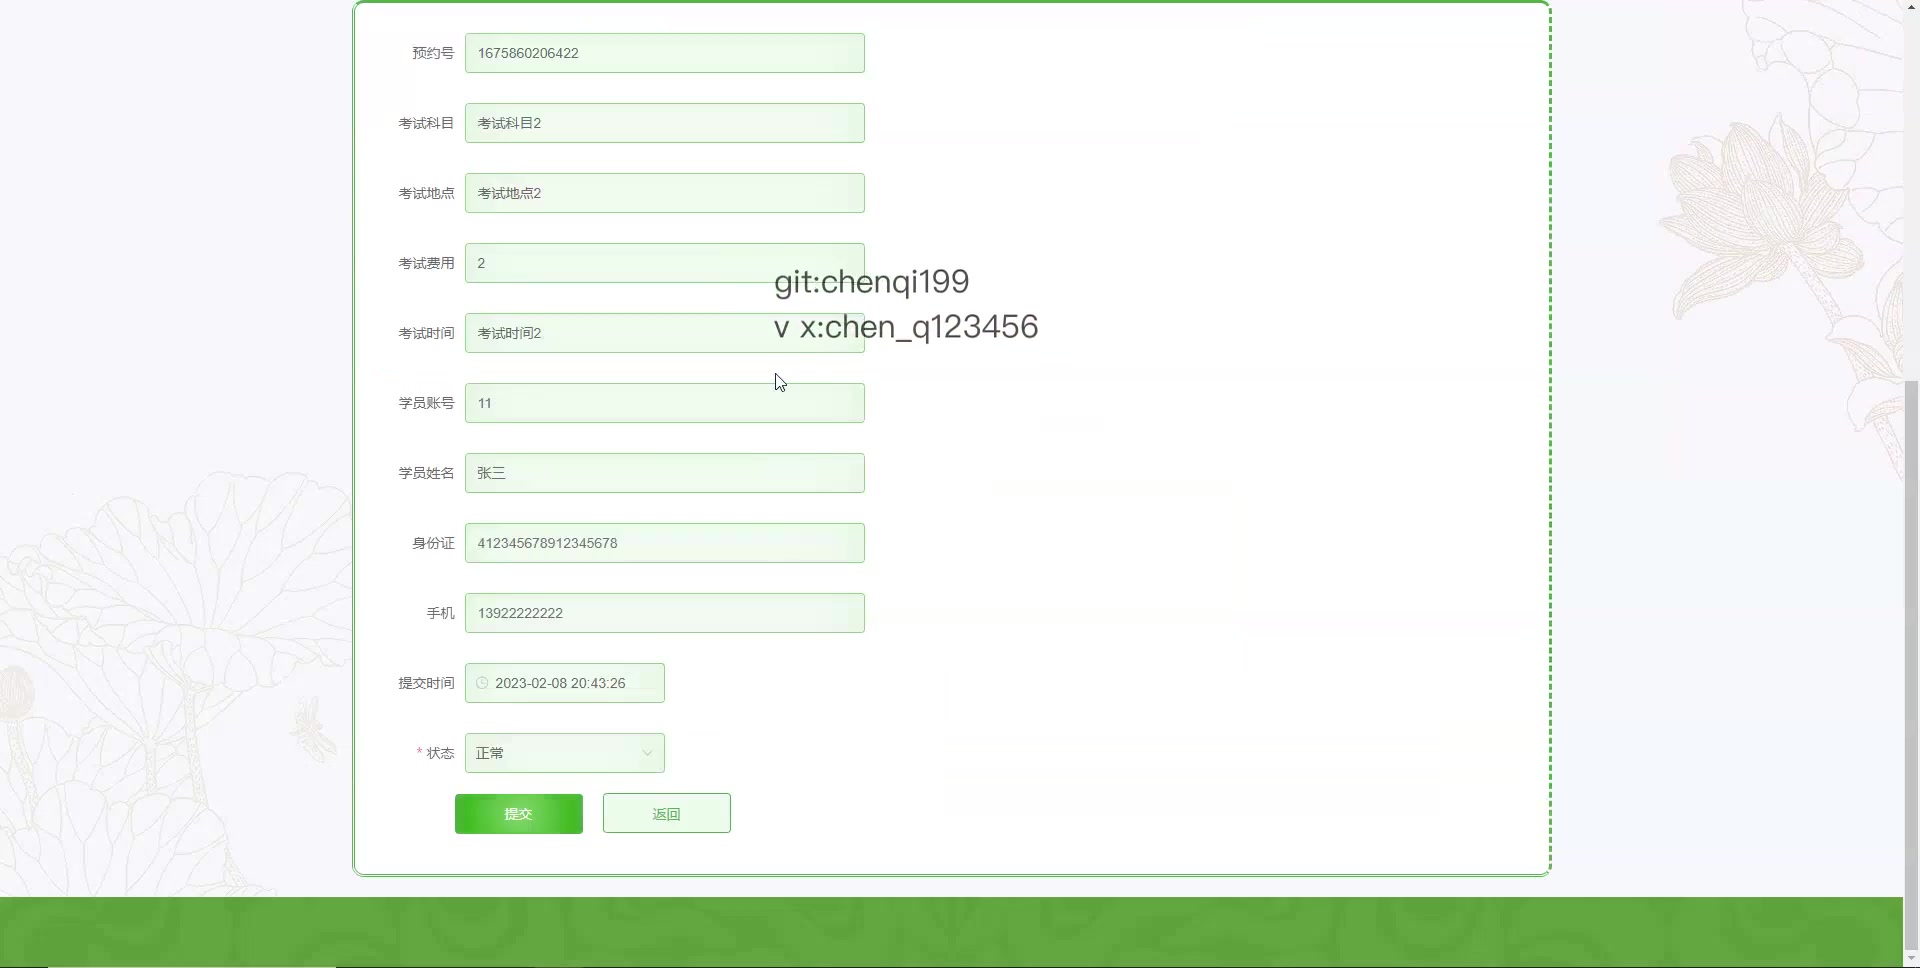 预约号 1675860206422
考试科目 考试科目2
考试地点 考试地点2
考试费用 2
git:chenqi199
考试时间 考试时间2
v x:chen_q123456
学员账号 11
学员姓名 张三
身份证 412345678912345678
手机 13922222222
提交时间 2023-02-08 20:43:26
* 状态 正常
提交 返回